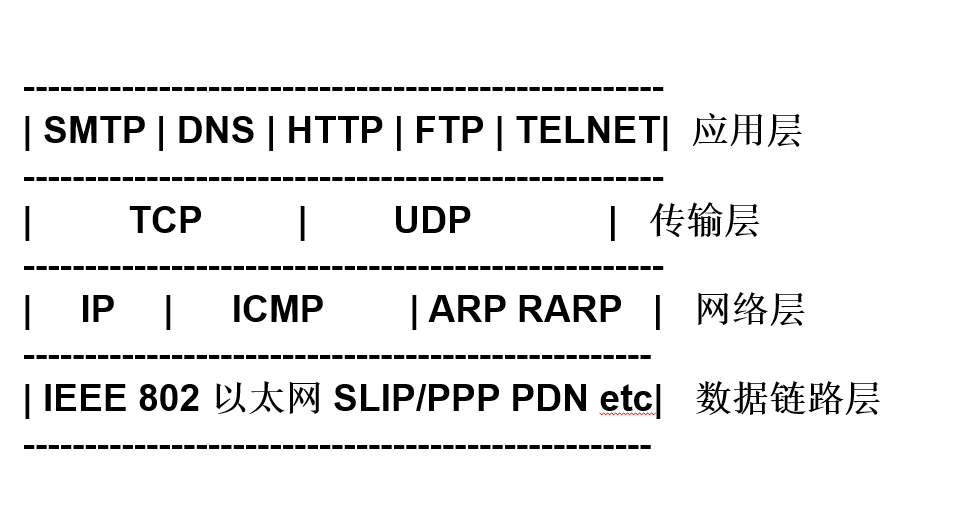 ----------------------------------------------------
| SMTP | DNS | HTTP | FTP | TELNET| 应用层
----------------------------------------------------
| TCP | UDP | 传输层
----------------------------------------------------
| IP | ICMP | ARP RARP | 网络层
---------------------------------------------------
| IEEE 802 以太网 SLIP/PPP PDN etc| 数据链路层
---------------------------------------------------